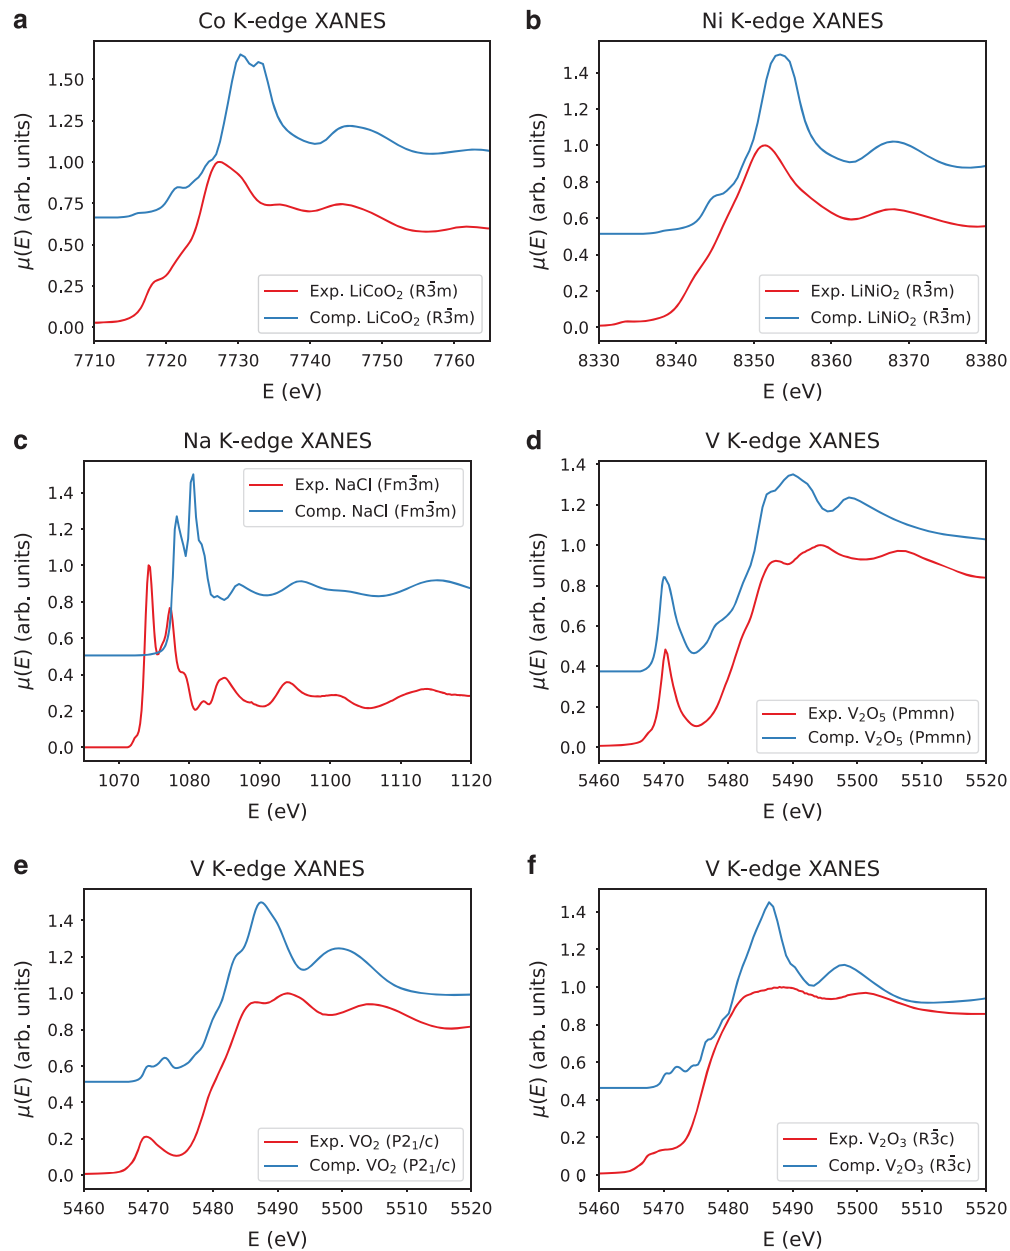 a
Co K-edge XANES
1.50
1.25
1.00
0.75
0.50
0.25
0.00
μ(E) (arb. units)
Exp. LiCoO₂ (R3̄m)
Comp. LiCoO₂ (R3̄m)
7710 7720 7730 7740 7750 7760
E (eV)
b
Ni K-edge XANES
1.4
1.2
1.0
0.8
0.6
0.4
0.2
0.0
μ(E) (arb. units)
Exp. LiNiO₂ (R3̄m)
Comp. LiNiO₂ (R3̄m)
8330 8340 8350 8360 8370 8380
E (eV)
c
Na K-edge XANES
1.4
1.2
1.0
0.8
0.6
0.4
0.2
0.0
μ(E) (arb. units)
Exp. NaCl (Fm3̄m)
Comp. NaCl (Fm3̄m)
1070 1080 1090 1100 1110 1120
E (eV)
d
V K-edge XANES
1.4
1.2
1.0
0.8
0.6
0.4
0.2
0.0
μ(E) (arb. units)
Exp. V₂O₅ (Pmmn)
Comp. V₂O₅ (Pmmn)
5460 5470 5480 5490 5500 5510 5520
E (eV)
e
V K-edge XANES
1.4
1.2
1.0
0.8
0.6
0.4
0.2
0.0
μ(E) (arb. units)
Exp. VO₂ (P2₁/c)
Comp. VO₂ (P2₁/c)
5460 5470 5480 5490 5500 5510 5520
E (eV)
f
V K-edge XANES
1.4
1.2
1.0
0.8
0.6
0.4
0.2
0.0
μ(E) (arb. units)
Exp. V₂O₃ (R3̄c)
Comp. V₂O₃ (R3̄c)
5460 5470 5480 5490 5500 5510 5520
E (eV)